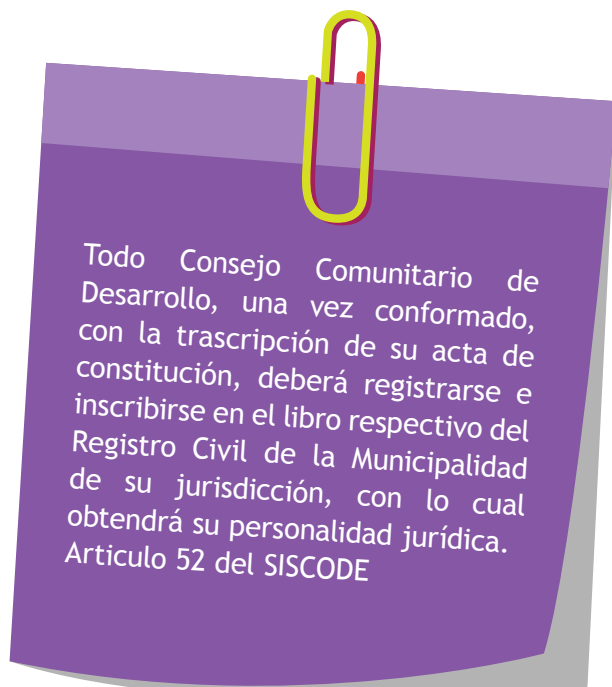 Todo Consejo Comunitario de
Desarrollo, una vez conformado,
con la trascripción de su acta de
constitución, deberá registrarse e
inscribirse en el libro respectivo del
Registro Civil de la Municipalidad
de su jurisdicción, con lo cual
obtendrá su personalidad jurídica.
Articulo 52 del SISCODE